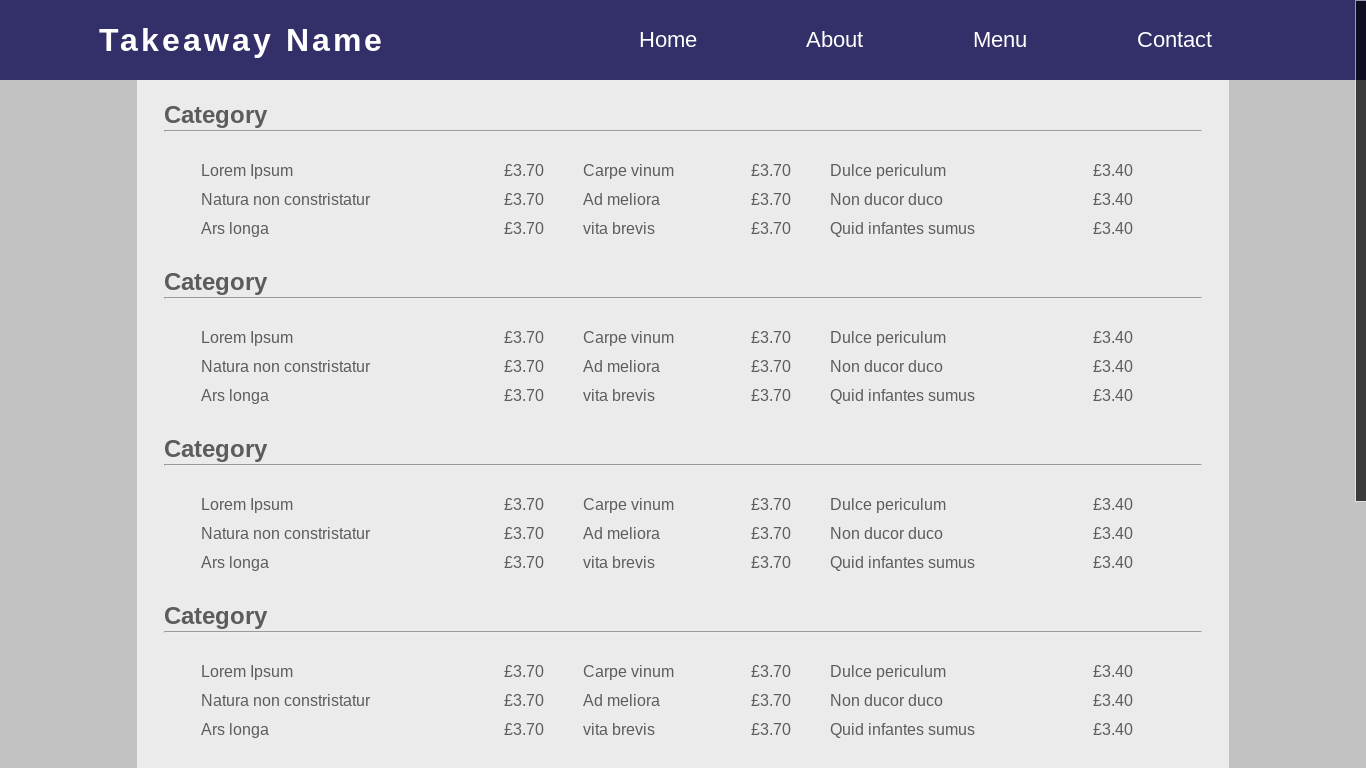 Takeaway Name Home About Menu Contact
Category
Lorem Ipsum £3.70 Carpe vinum £3.70 Dulce periculum £3.40
Natura non constristatur £3.70 Ad meliora £3.70 Non ducor duco £3.40
Ars longa £3.70 vita brevis £3.70 Quid infantes sumus £3.40
Category
Lorem Ipsum £3.70 Carpe vinum £3.70 Dulce periculum £3.40
Natura non constristatur £3.70 Ad meliora £3.70 Non ducor duco £3.40
Ars longa £3.70 vita brevis £3.70 Quid infantes sumus £3.40
Category
Lorem Ipsum £3.70 Carpe vinum £3.70 Dulce periculum £3.40
Natura non constristatur £3.70 Ad meliora £3.70 Non ducor duco £3.40
Ars longa £3.70 vita brevis £3.70 Quid infantes sumus £3.40
Category
Lorem Ipsum £3.70 Carpe vinum £3.70 Dulce periculum £3.40
Natura non constristatur £3.70 Ad meliora £3.70 Non ducor duco £3.40
Ars longa £3.70 vita brevis £3.70 Quid infantes sumus £3.40